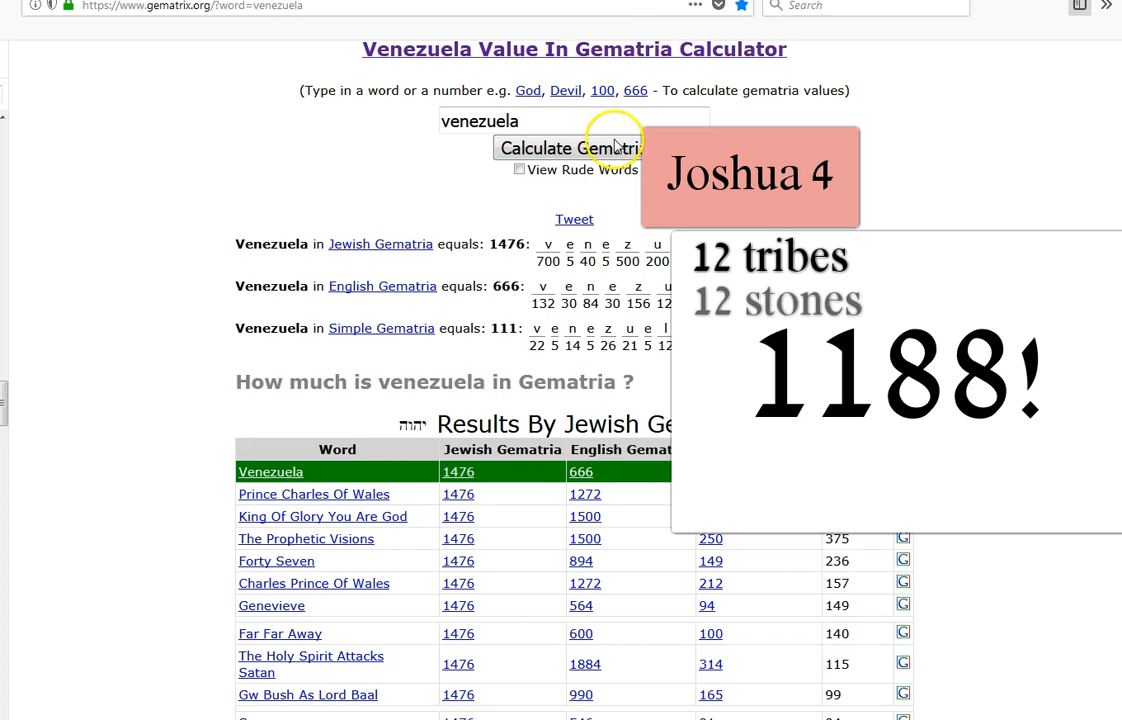 https://www.gematrix.org/?word=venezuela
Search
Venezuela Value In Gematria Calculator
(Type in a word or a number e.g. God, Devil, 100, 666 - To calculate gematria values)
venezuela
Calculate Gematri
View Rude Words
Joshua 4
Tweet
12 tribes
12 stones
1188!
Venezuela in Jewish Gematria equals: 1476: v e n e z u
700 5 40 5 500 200
Venezuela in English Gematria equals: 666: v e n e z u
132 30 84 30 156 12
Venezuela in Simple Gematria equals: 111: v e n e z u e l
22 5 14 5 26 21 5 12
How much is venezuela in Gematria ?
יהוה Results By Jewish Ge
Word Jewish Gematria English Gemat
Venezuela 1476 666
Prince Charles Of Wales 1476 1272
King Of Glory You Are God 1476 1500
The Prophetic Visions 1476 1500 250 375 G
Forty Seven 1476 894 149 236 G
Charles Prince Of Wales 1476 1272 212 157 G
Genevieve 1476 564 94 149 G
Far Far Away 1476 600 100 140 G
The Holy Spirit Attacks
Satan 1476 1884 314 115 G
Gw Bush As Lord Baal 1476 990 165 99 G